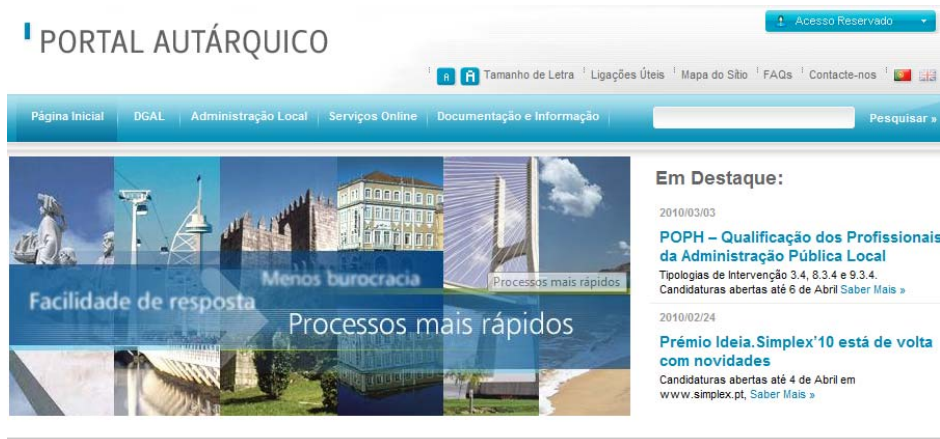 Acesso Reservado
PORTAL AUTÁRQUICO
A A Tamanho de Letra Ligações Úteis Mapa do Sítio FAQs Contacte-nos
Página Inicial DGAL Administração Local Serviços Online Documentação e Informação Pesquisar »
Em Destaque:
2010/03/03
POPH – Qualificação dos Profissionais
da Administração Pública Local
Tipologias de Intervenção 3.4, 8.3.4 e 9.3.4.
Candidaturas abertas até 6 de Abril Saber Mais »
2010/02/24
Prémio Ideia.Simplex'10 está de volta
com novidades
Candidaturas abertas até 4 de Abril em
www.simplex.pt, Saber Mais »
Menos burocracia
Processos mais rápidos
Facilidade de resposta
Processos mais rápidos